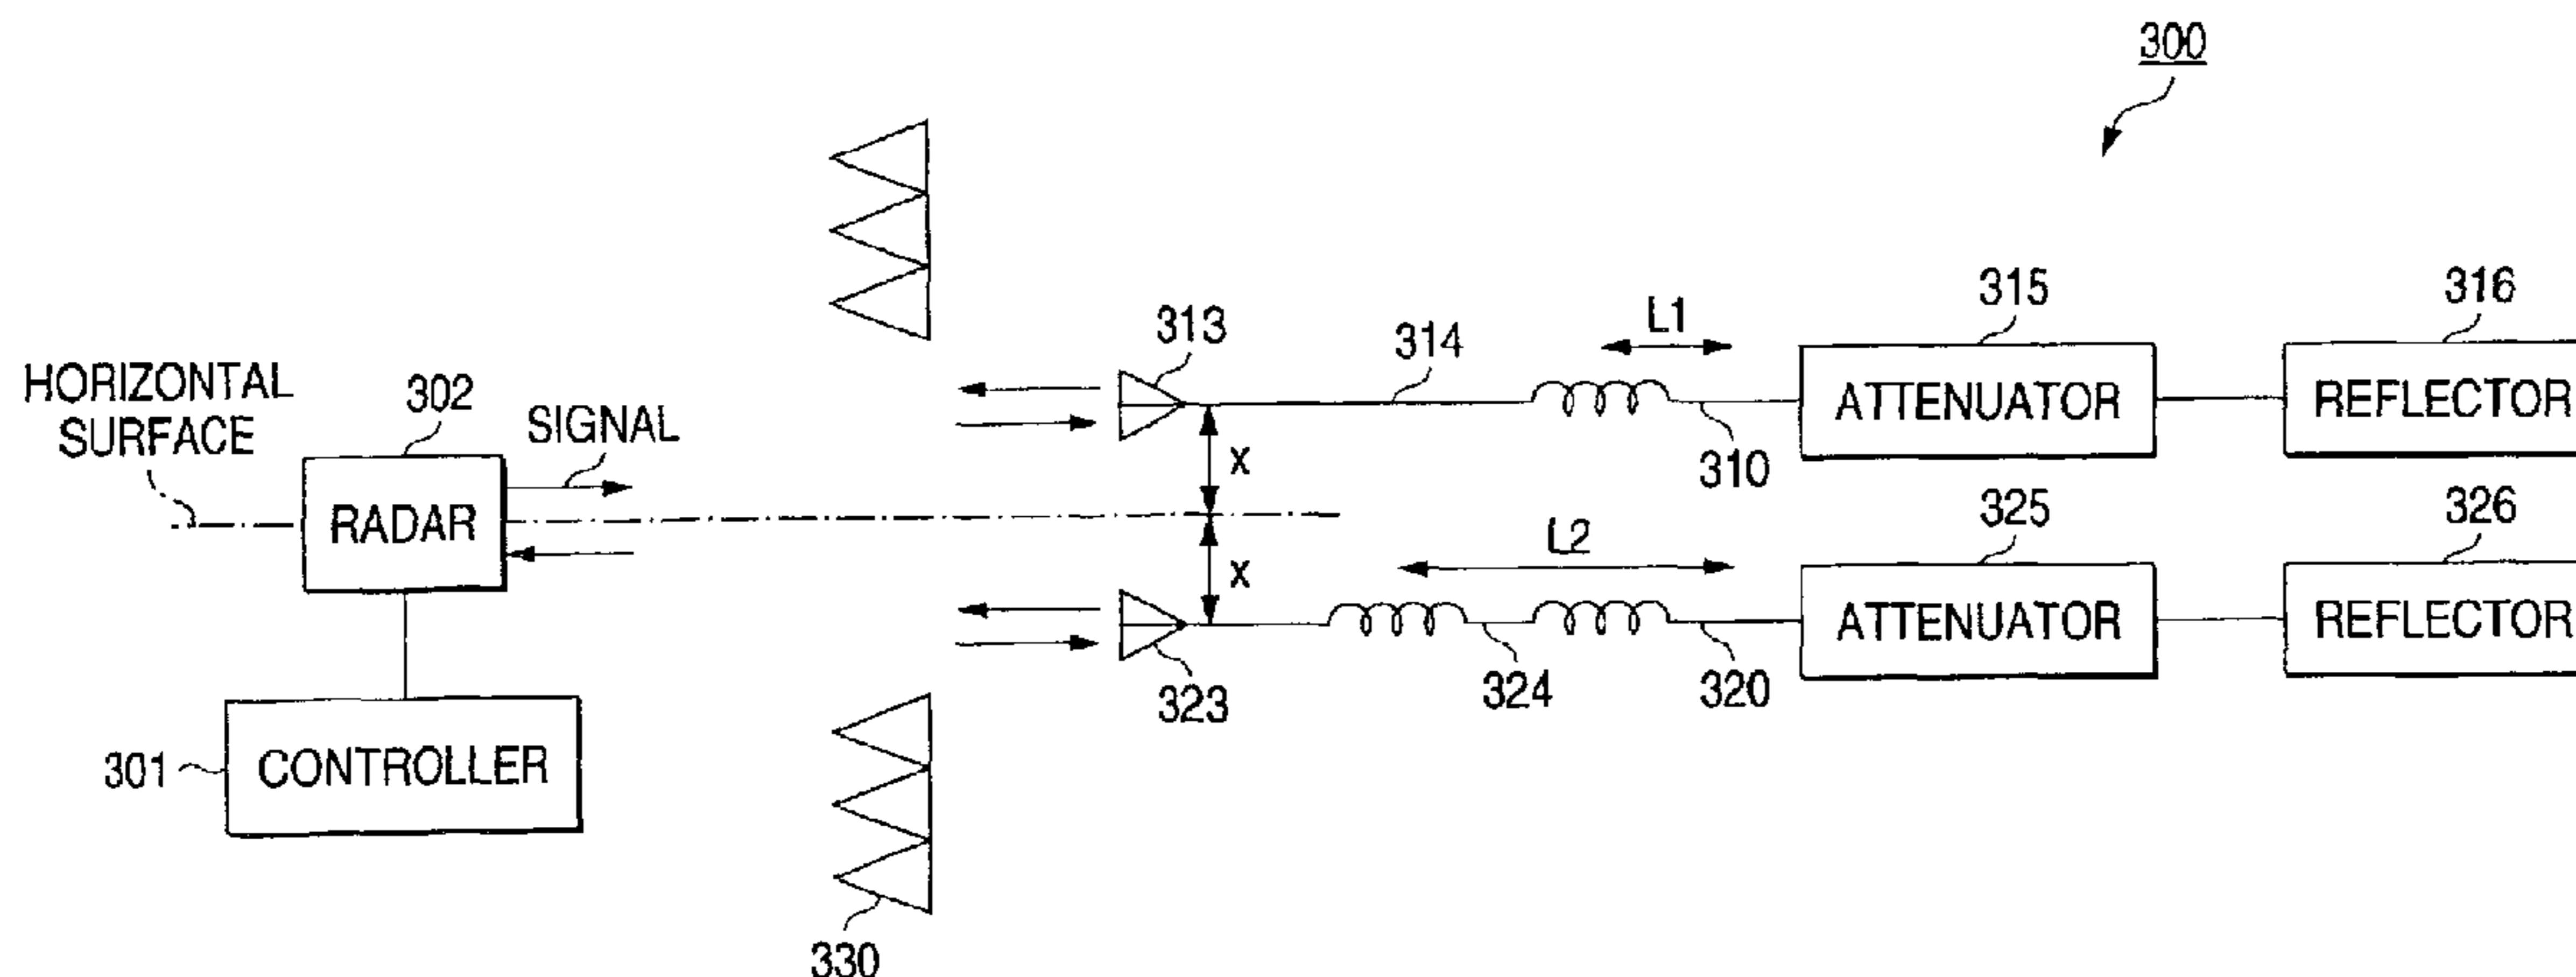 300
HORIZONTAL
SURFACE
302
SIGNAL
RADAR
301
CONTROLLER
330
313
314
L1
310
315
ATTENUATOR
316
REFLECTOR
X
X
323
L2
324
320
325
ATTENUATOR
326
REFLECTOR